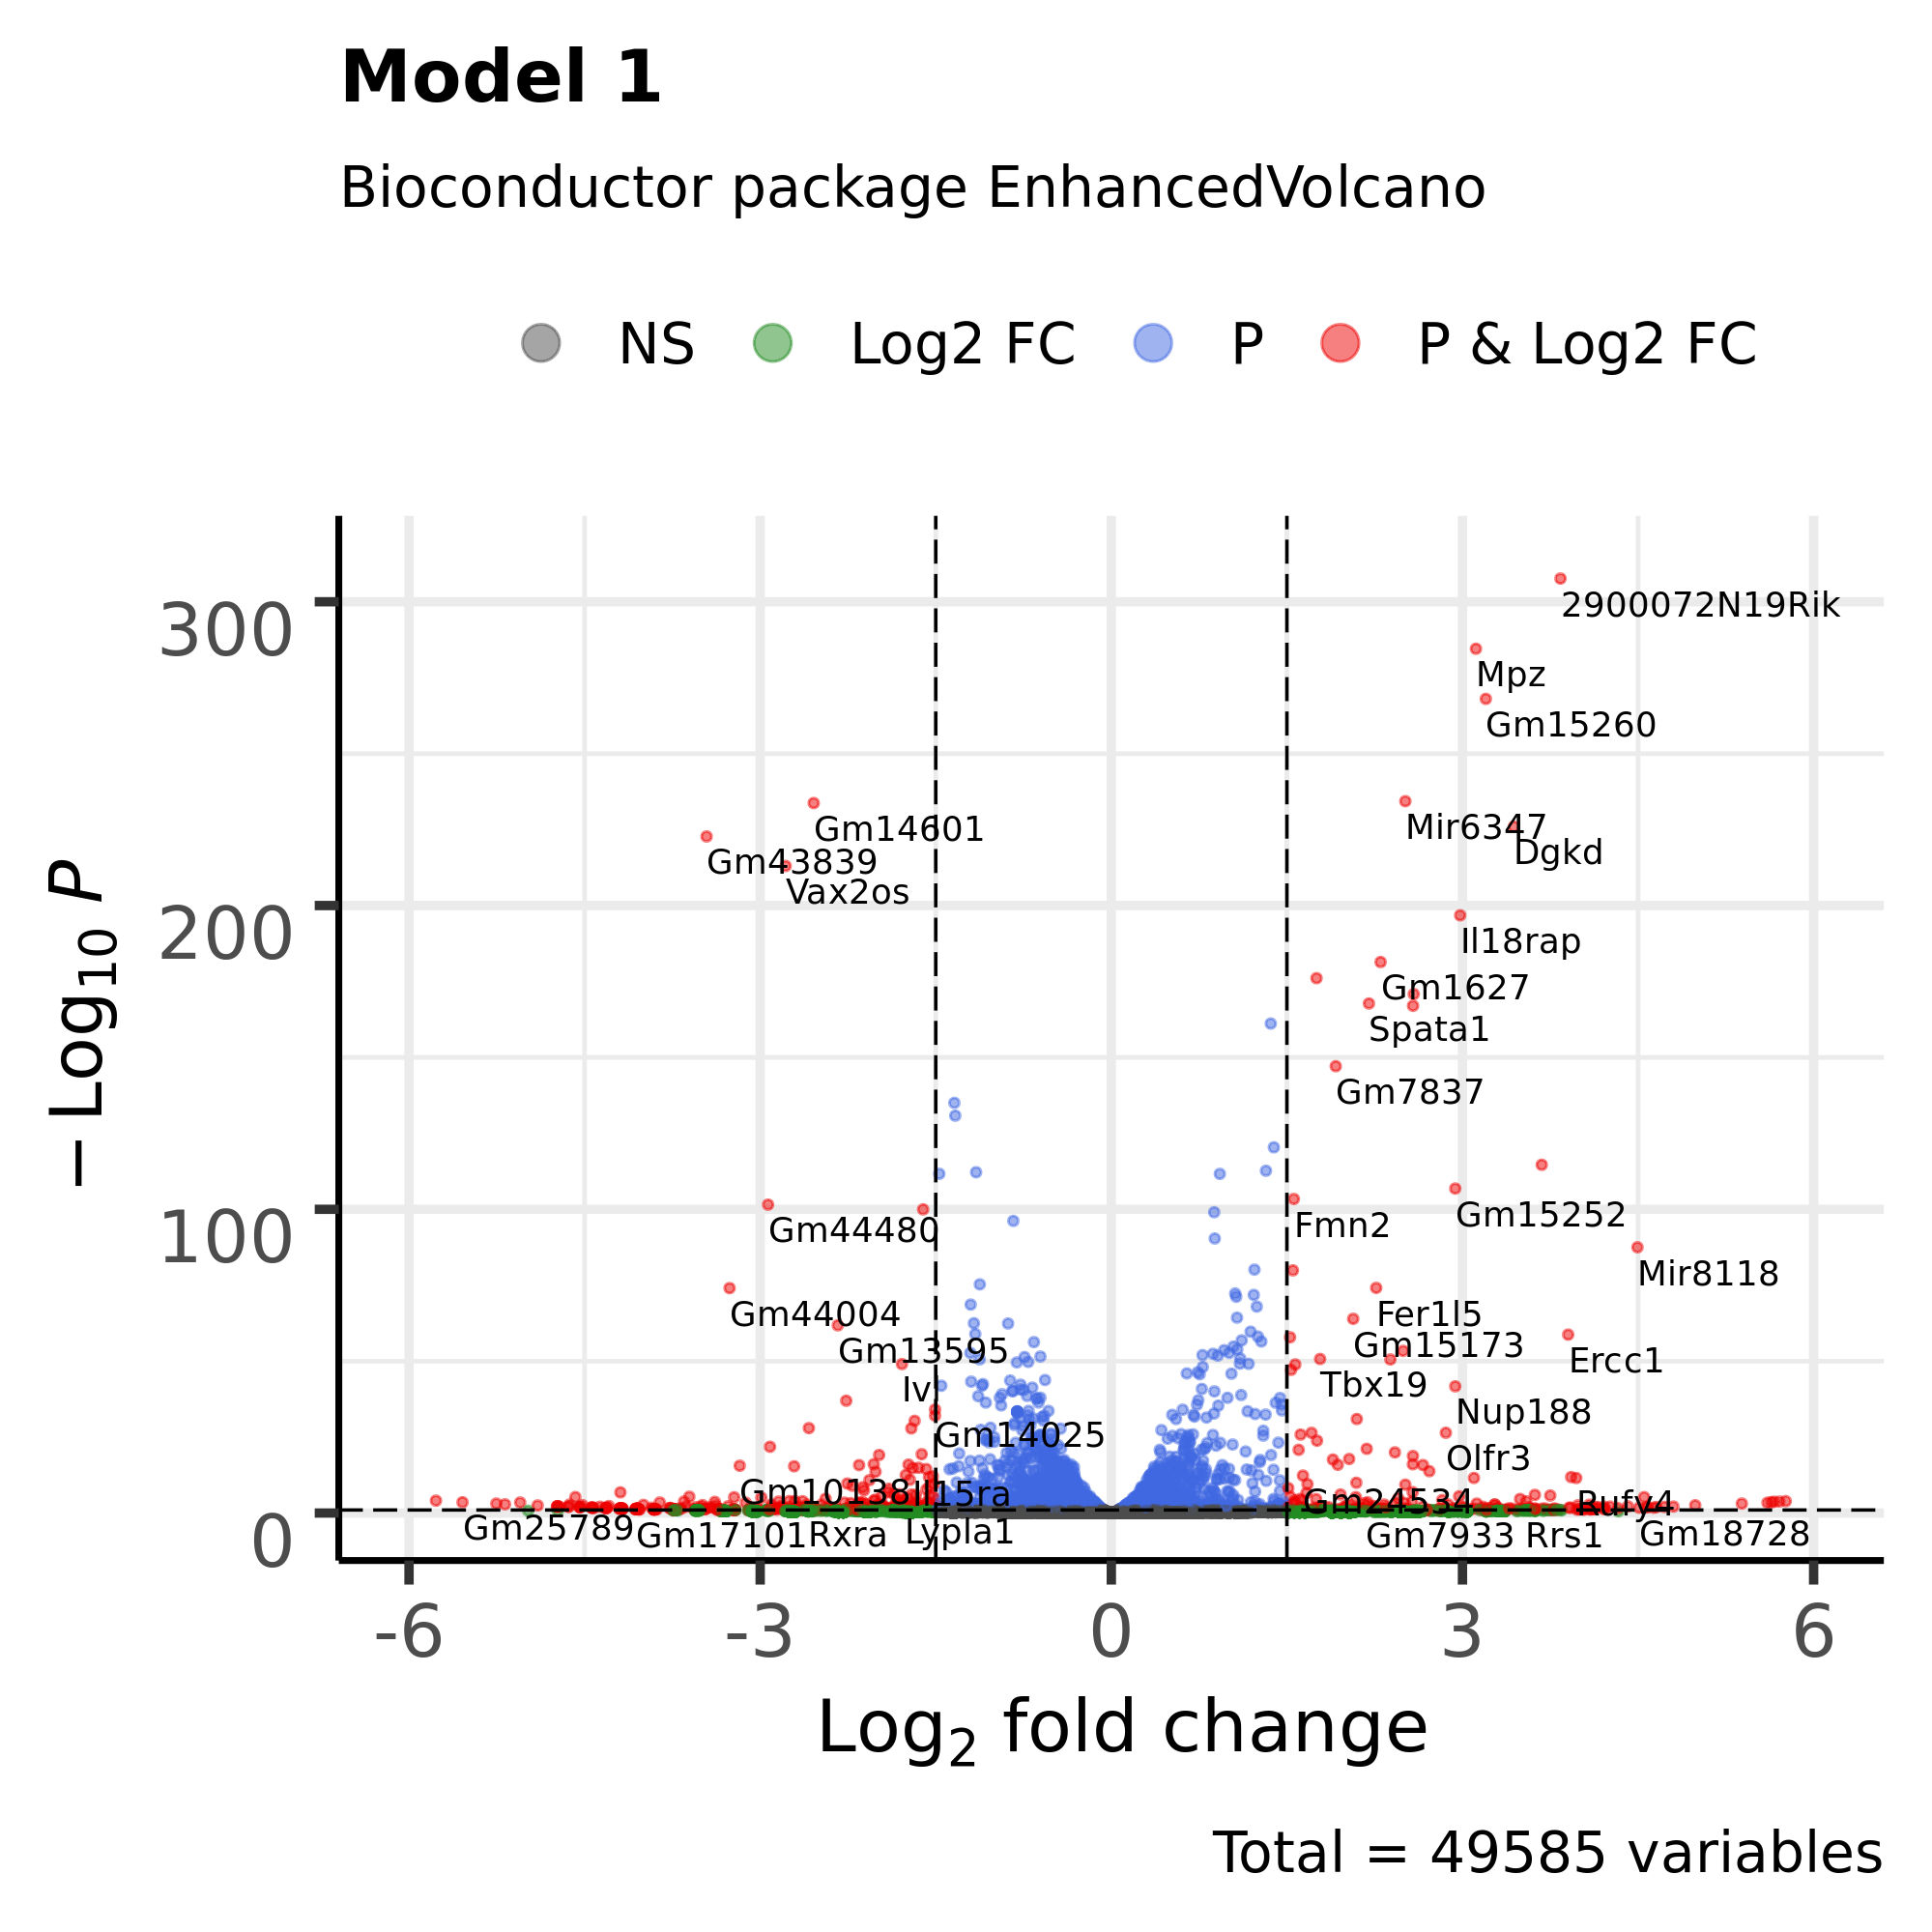 Model 1
Bioconductor package EnhancedVolcano
NS Log2 FC P P & Log2 FC
300
200
100
0
− Log10 P
2900072N19Rik
Mpz
Gm15260
Gm14601
Mir6347
Gm43839
Dgkd
Vax2os
Il18rap
Gm1627
Spata1
Gm7837
Gm15252
Fmn2
Gm44480
Mir8118
Gm44004
Fer1l5
Gm13595
Gm15173
Ercc1
Tbx19
Nup188
Gm14025
Olfr3
Gm10138
Il15ra
Gm24534
Rufy4
Gm25789
Gm17101
Rxra
Lypla1
Gm7933
Rrs1
Gm18728
-6 -3 0 3 6
Log2 fold change
Total = 49585 variables